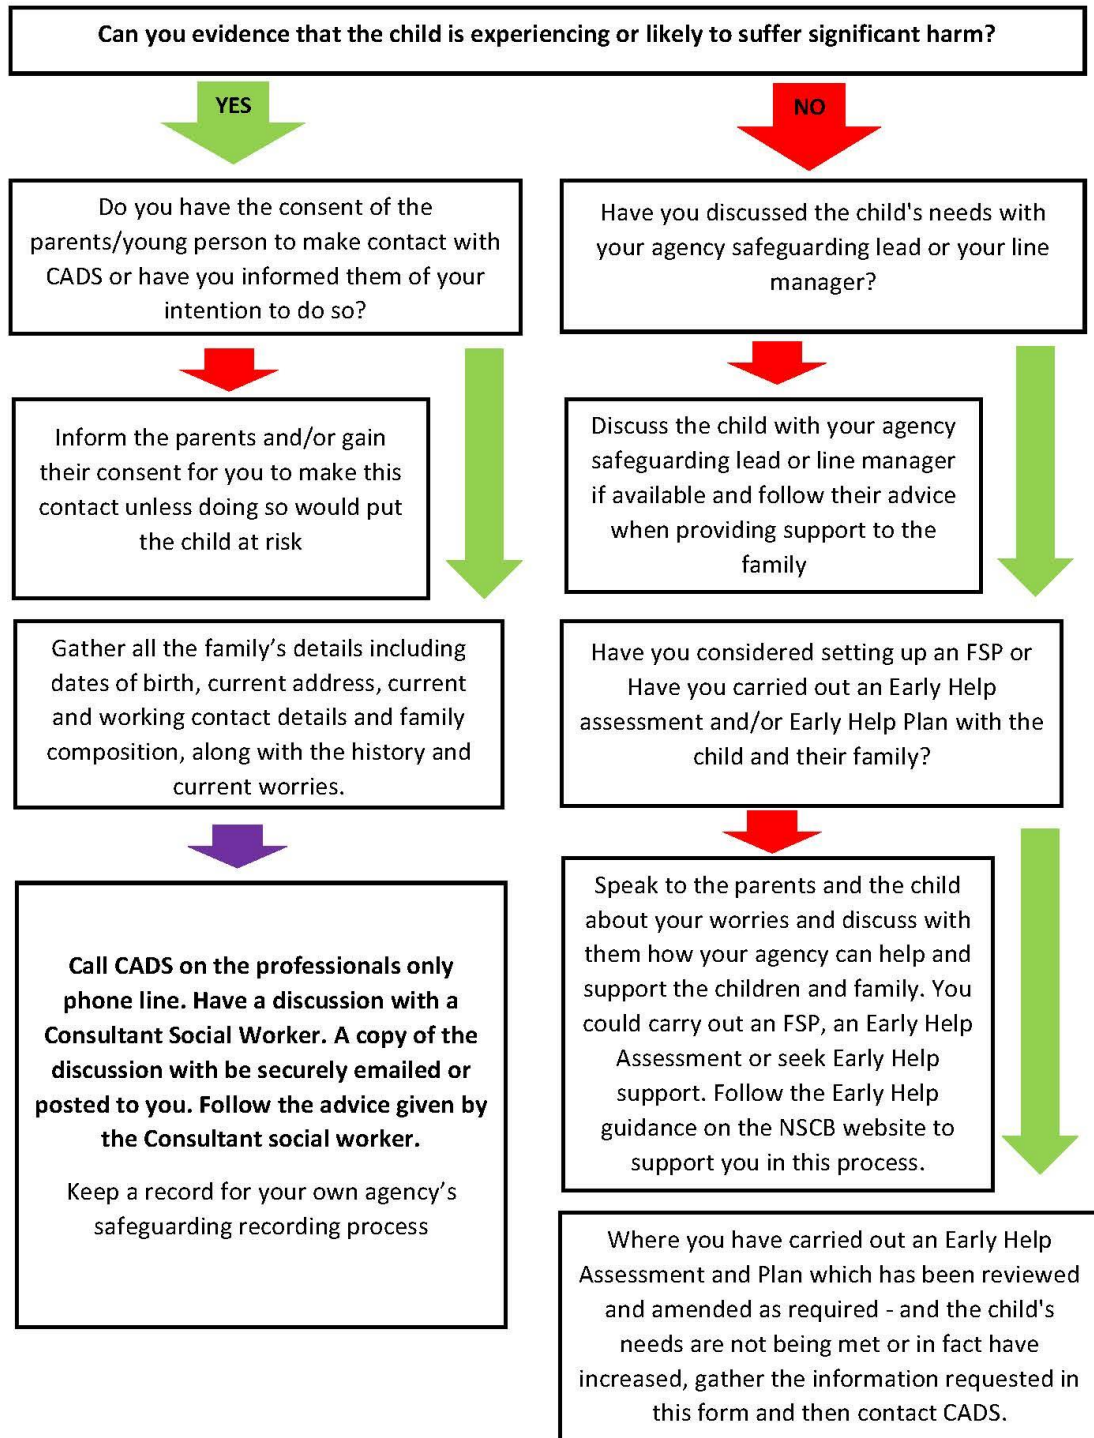 Can you evidence that the child is experiencing or likely to suffer significant harm?
YES
NO
Do you have the consent of the
parents/young person to make contact with
CADS or have you informed them of your
intention to do so?
Have you discussed the child's needs with
your agency safeguarding lead or your line
manager?
Inform the parents and/or gain
their consent for you to make this
contact unless doing so would put
the child at risk
Discuss the child with your agency
safeguarding lead or line manager
if available and follow their advice
when providing support to the
family
Gather all the family’s details including
dates of birth, current address, current
and working contact details and family
composition, along with the history and
current worries.
Have you considered setting up an FSP or
Have you carried out an Early Help
assessment and/or Early Help Plan with the
child and their family?
Call CADS on the professionals only
phone line. Have a discussion with a
Consultant Social Worker. A copy of the
discussion with be securely emailed or
posted to you. Follow the advice given by
the Consultant social worker.
Keep a record for your own agency’s
safeguarding recording process
Speak to the parents and the child
about your worries and discuss with
them how your agency can help and
support the children and family. You
could carry out an FSP, an Early Help
Assessment or seek Early Help
support. Follow the Early Help
guidance on the NSCB website to
support you in this process.
Where you have carried out an Early Help
Assessment and Plan which has been reviewed
and amended as required - and the child's
needs are not being met or in fact have
increased, gather the information requested in
this form and then contact CADS.